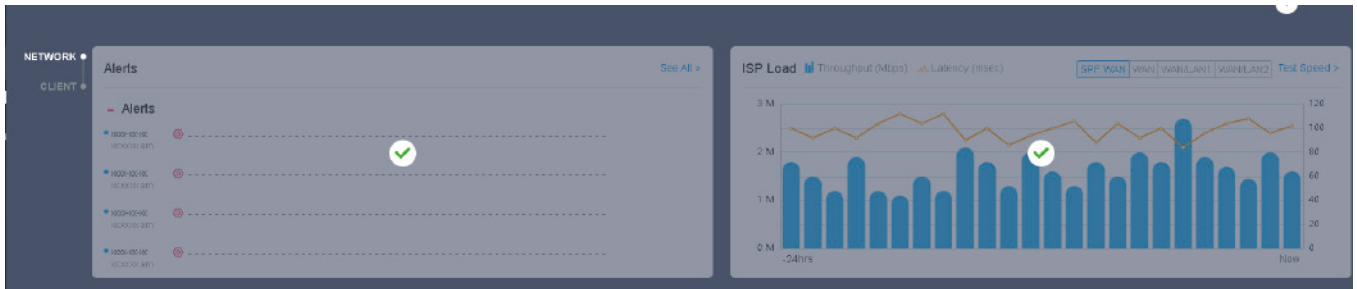 NETWORK
CLIENT
Alerts
See All >
– Alerts
ISP Load Throughput (Mbps) Latency (msec)
SPF WAN WAN WAN/LAN1 WAN/LAN2 Test Speed >
3 M
2 M
1 M
0 M
120
100
80
60
40
20
0
-24hrs
Now